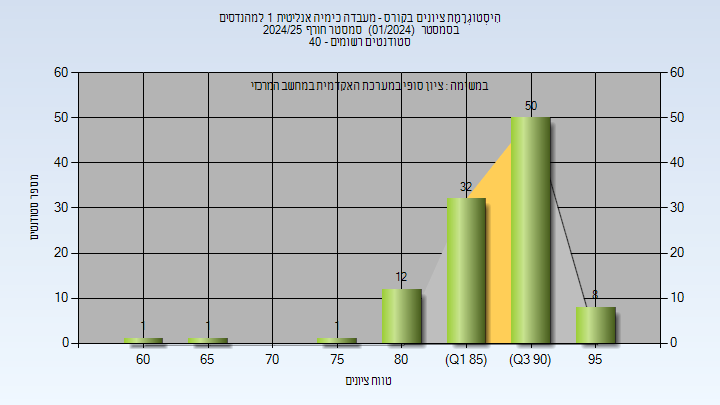 היסטוגרמת ציונים בקורס - מעבדה כימיה אנליטית 1 למהנדסים
בסמסטר (01/2024) סמסטר חורף 2024/25
סטודנטים רשומים - 40
במשימה : ציון סופי במערכת האקדמית במחשב המרכזי
60 60
50 50
40 40
30 30
20 20
10 10
0 0
מספר סטודנטים
1 1 1 12 32 50 8
60 65 70 75 80 (Q1 85) (Q3 90) 95
טווח ציונים